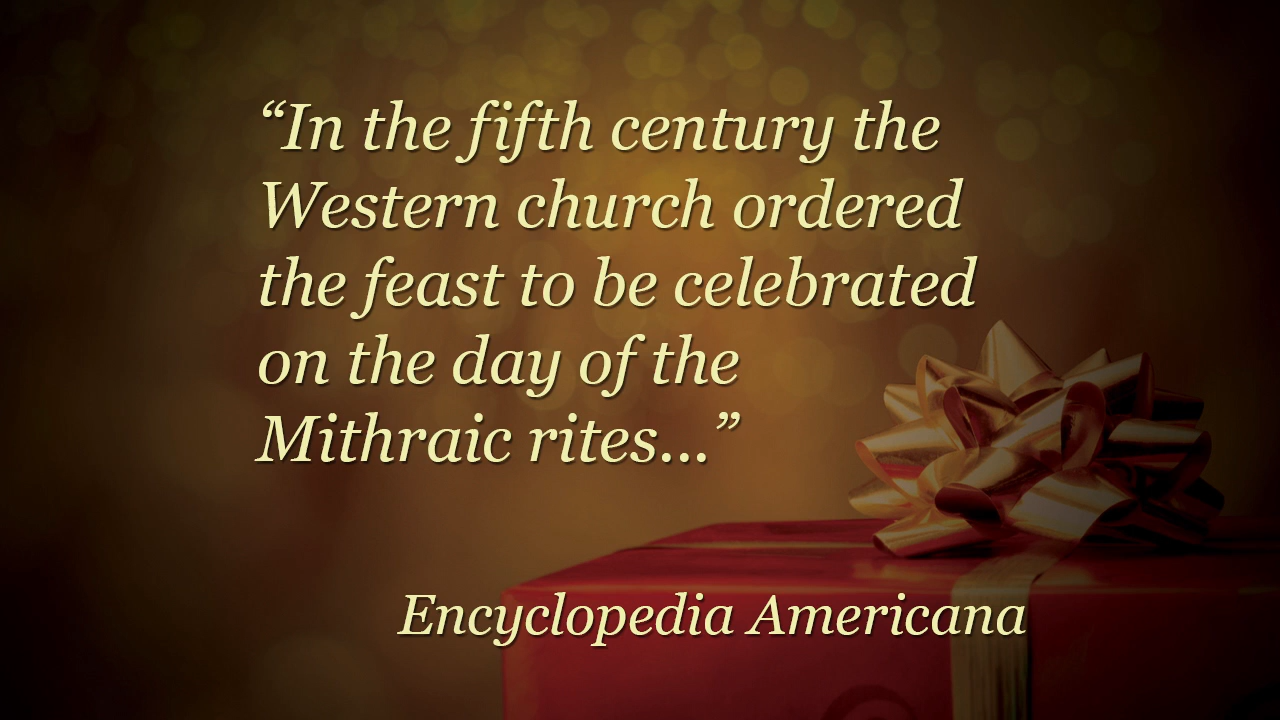 “In the fifth century the
Western church ordered
the feast to be celebrated
on the day of the
Mithraic rites...”
Encyclopedia Americana